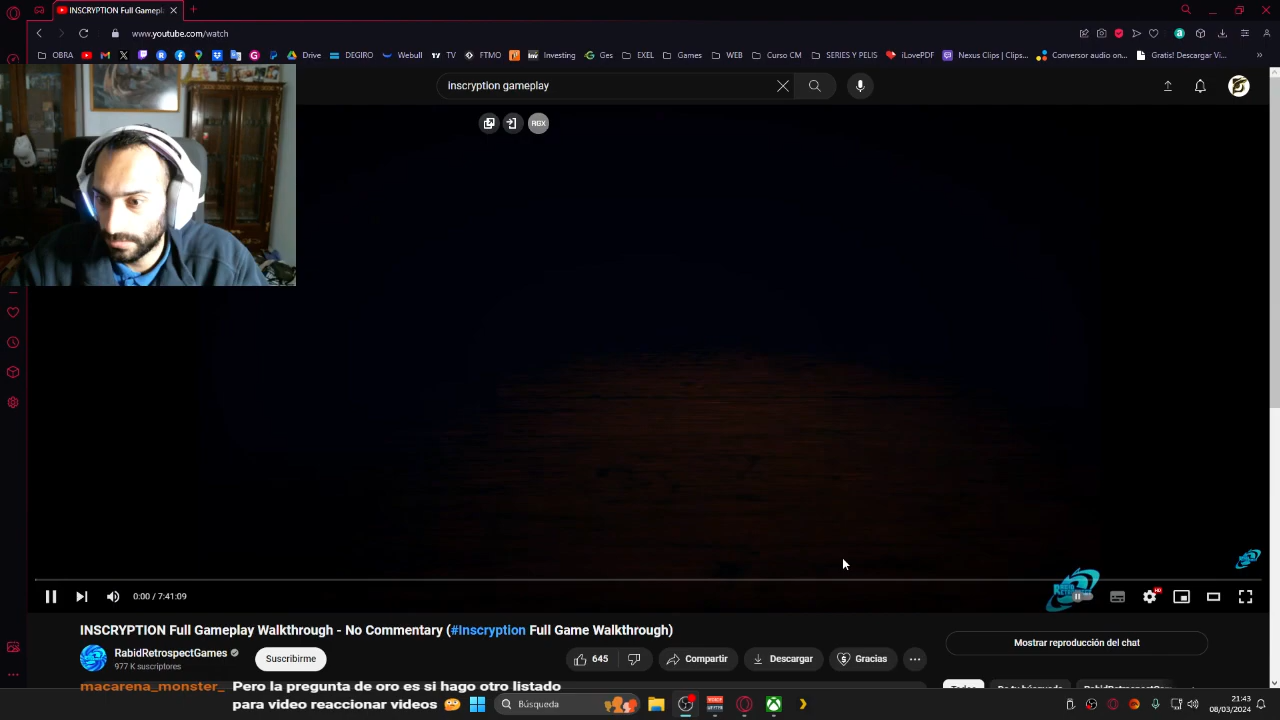 INSCRYPTION Full Gamepl
www.youtube.com/watch
OBRA
Drive
DEGIRO
Webull
TV
FTMO
Investing
Ges
EXCL
Games
WEB
Curso CM
SERIES Y PELIS
iLovePDF
Nexus Clips | Clips...
Conversor audio on...
Gratis! Descargar Vi...
inscryption gameplay
RGX
0:00 / 7:41:09
HD
INSCRYPTION Full Gameplay Walkthrough - No Commentary (#Inscryption Full Game Walkthrough)
RabidRetrospectGames
977 K suscriptores
Suscribirme
645
Compartir
Descargar
Gracias
Mostrar reproducción del chat
macarena_monster_ Pero la pregunta de oro es si hago otro listado
para video reaccionar videos
Búsqueda
21:43
08/03/2024